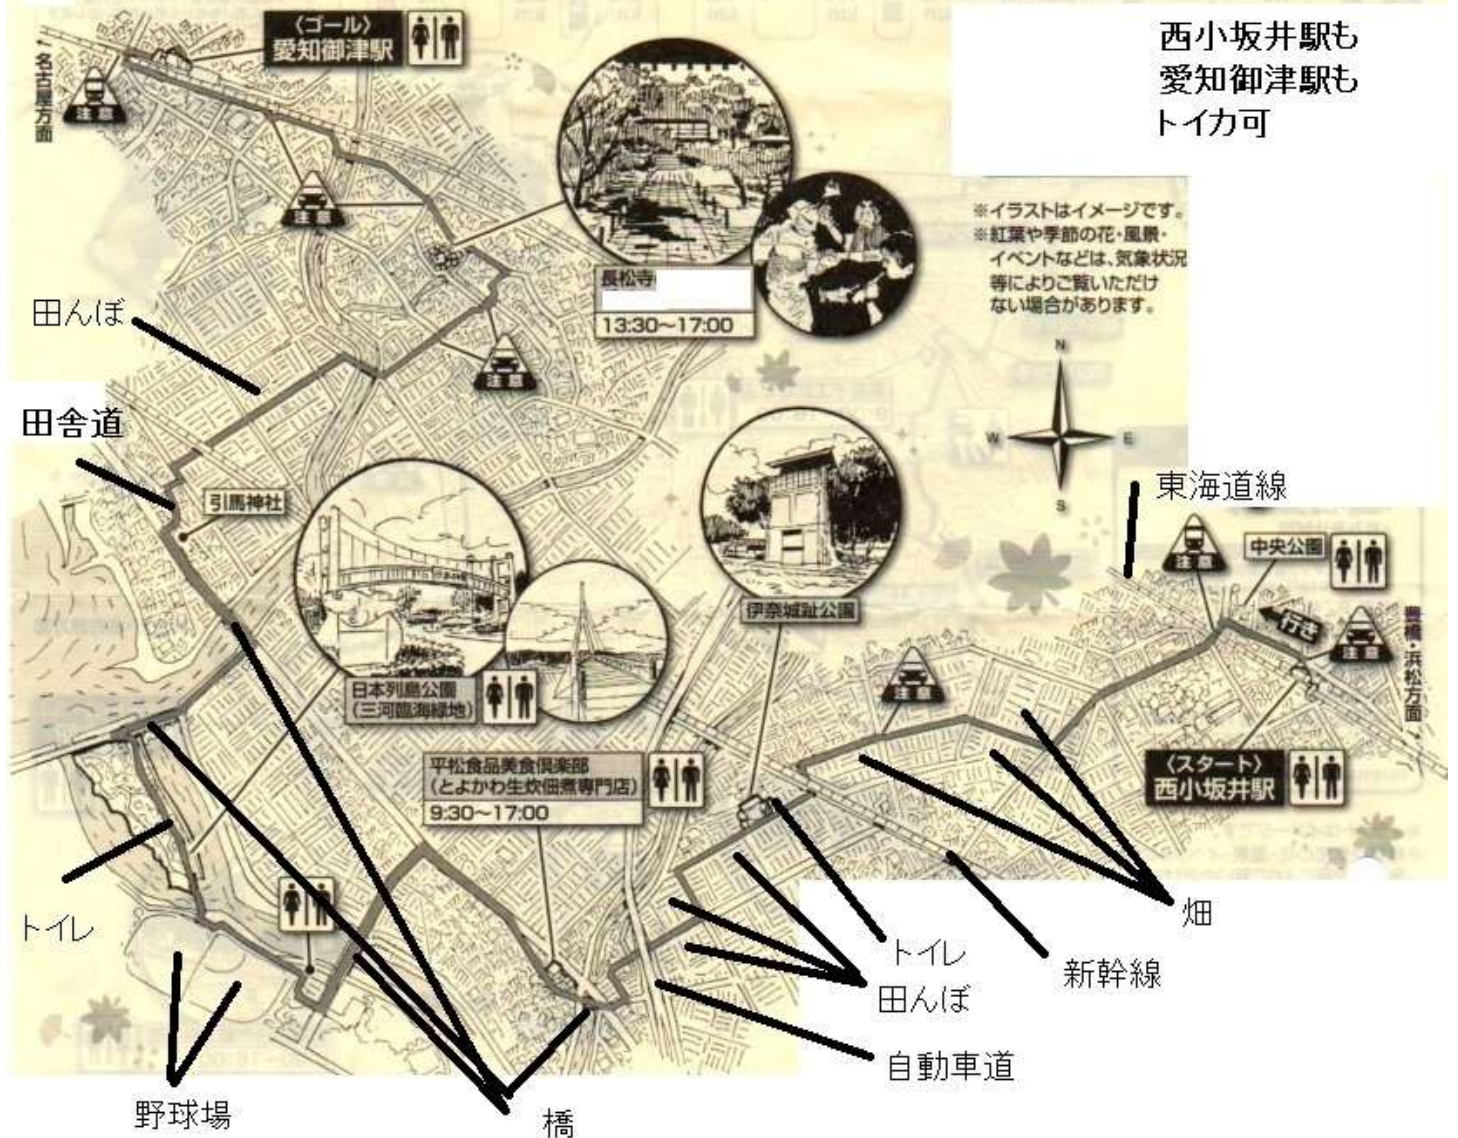 〈ゴール〉
愛知御津駅
西小坂井駅も
愛知御津駅も
トイカ可
↑名古屋方面
注意
注意
※イラストはイメージです。
※紅葉や季節の花・風景・
イベントなどは、気象状況
等によりご覧いただけ
ない場合があります。
長松寺
13:30～17:00
田んぼ
注意
N
W
E
S
田舎道
引馬神社
東海道線
中央公園
注意
伊奈城趾公園
行き
注意
豊橋・浜松方面→
日本列島公園
(三河臨海緑地)
注意
平松食品美食倶楽部
(とよかわ生炊佃煮専門店)
9:30～17:00
〈スタート〉
西小坂井駅
トイレ
畑
トイレ
新幹線
田んぼ
自動車道
野球場
橋